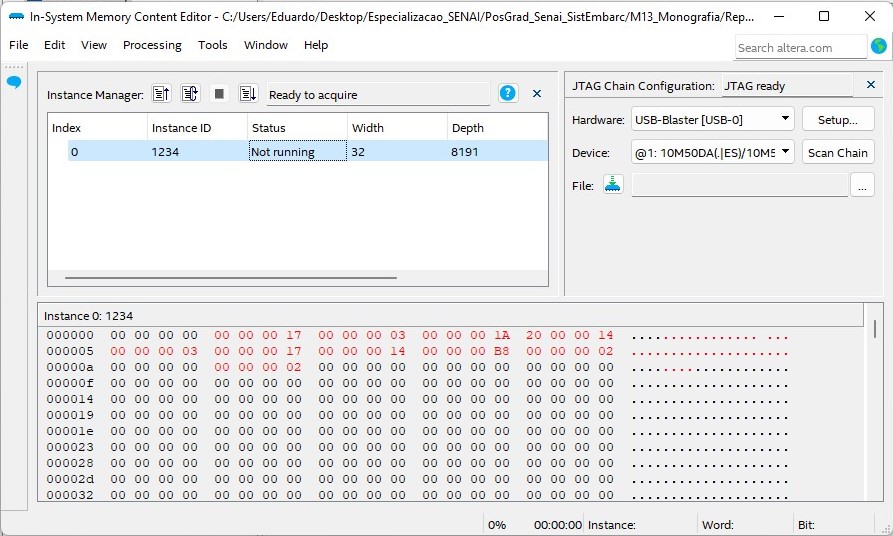 In-System Memory Content Editor - C:/Users/Eduardo/Desktop/Especializacao_SENAI/PosGrad_Senai_SistEmbarc/M13_Monografia/Rep...
File Edit View Processing Tools Window Help
Search altera.com
Instance Manager: Ready to acquire
JTAG Chain Configuration: JTAG ready
Index Instance ID Status Width Depth
0 1234 Not running 32 8191
Hardware: USB-Blaster [USB-0] Setup...
Device: @1: 10M50DA(.|ES)/10M5 Scan Chain
File: ...
Instance 0: 1234
000000 00 00 00 00 00 00 00 17 00 00 00 03 00 00 00 1A 20 00 00 14 ............. ...
000005 00 00 00 03 00 00 00 17 00 00 00 14 00 00 00 B8 00 00 00 02 ....................
00000a 00 00 00 00 00 00 00 02 00 00 00 00 00 00 00 00 00 00 00 00 ....................
00000f 00 00 00 00 00 00 00 00 00 00 00 00 00 00 00 00 00 00 00 00 ....................
000014 00 00 00 00 00 00 00 00 00 00 00 00 00 00 00 00 00 00 00 00 ....................
000019 00 00 00 00 00 00 00 00 00 00 00 00 00 00 00 00 00 00 00 00 ....................
00001e 00 00 00 00 00 00 00 00 00 00 00 00 00 00 00 00 00 00 00 00 ....................
000023 00 00 00 00 00 00 00 00 00 00 00 00 00 00 00 00 00 00 00 00 ....................
000028 00 00 00 00 00 00 00 00 00 00 00 00 00 00 00 00 00 00 00 00 ....................
00002d 00 00 00 00 00 00 00 00 00 00 00 00 00 00 00 00 00 00 00 00 ....................
000032 00 00 00 00 00 00 00 00 00 00 00 00 00 00 00 00 00 00 00 00 ....................
0% 00:00:00 Instance: Word: Bit: